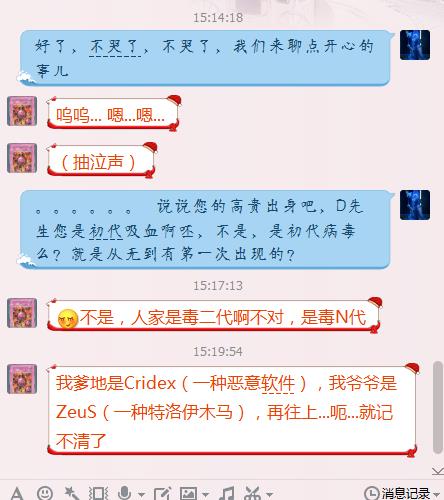 15:14:18
好了，不哭了，不哭了，我们来聊点开心的
事儿
呜呜... 嗯...嗯...
（抽泣声）
。。。。。。 说说您的高贵出身吧，D先
生您是初代吸血啊呸，不是，是初代病毒
么？就是从无到有第一次出现的？
15:17:13
不是，人家是毒二代啊不对，是毒N代
15:19:54
我爹地是Cridex（一种恶意软件），我爷爷是
ZeuS（一种特洛伊木马），再往上...呃...就记
不清了
A
消息记录